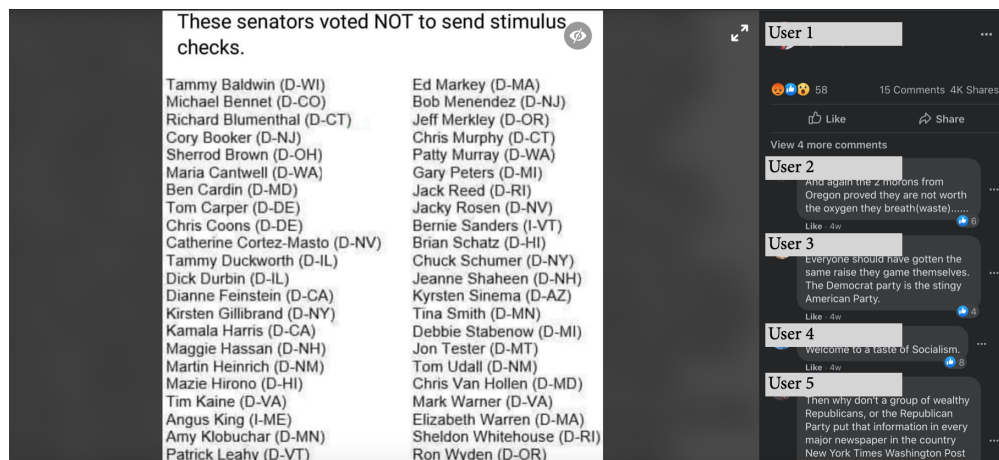 These senators voted NOT to send stimulus
checks.
Tammy Baldwin (D-WI)
Michael Bennet (D-CO)
Richard Blumenthal (D-CT)
Cory Booker (D-NJ)
Sherrod Brown (D-OH)
Maria Cantwell (D-WA)
Ben Cardin (D-MD)
Tom Carper (D-DE)
Chris Coons (D-DE)
Catherine Cortez-Masto (D-NV)
Tammy Duckworth (D-IL)
Dick Durbin (D-IL)
Dianne Feinstein (D-CA)
Kirsten Gillibrand (D-NY)
Kamala Harris (D-CA)
Maggie Hassan (D-NH)
Martin Heinrich (D-NM)
Mazie Hirono (D-HI)
Tim Kaine (D-VA)
Angus King (I-ME)
Amy Klobuchar (D-MN)
Patrick Leahy (D-VT)
Ed Markey (D-MA)
Bob Menendez (D-NJ)
Jeff Merkley (D-OR)
Chris Murphy (D-CT)
Patty Murray (D-WA)
Gary Peters (D-MI)
Jack Reed (D-RI)
Jacky Rosen (D-NV)
Bernie Sanders (I-VT)
Brian Schatz (D-HI)
Chuck Schumer (D-NY)
Jeanne Shaheen (D-NH)
Kyrsten Sinema (D-AZ)
Tina Smith (D-MN)
Debbie Stabenow (D-MI)
Jon Tester (D-MT)
Tom Udall (D-NM)
Chris Van Hollen (D-MD)
Mark Warner (D-VA)
Elizabeth Warren (D-MA)
Sheldon Whitehouse (D-RI)
Ron Wyden (D-OR)
User 1
58
15 Comments 4K Shares
Like
Share
View 4 more comments
User 2
And again the 2 morons from
Oregon proved they are not worth
the oxygen they breath(waste)......
6
Like · 4w
User 3
Everyone should have gotten the
same raise they game themselves.
The Democrat party is the stingy
American Party.
4
Like · 4w
User 4
Welcome to a taste of Socialism.
8
Like · 4w
User 5
Then why don't a group of wealthy
Republicans, or the Republican
Party put that information in every
major newspaper in the country
New York Times Washington Post